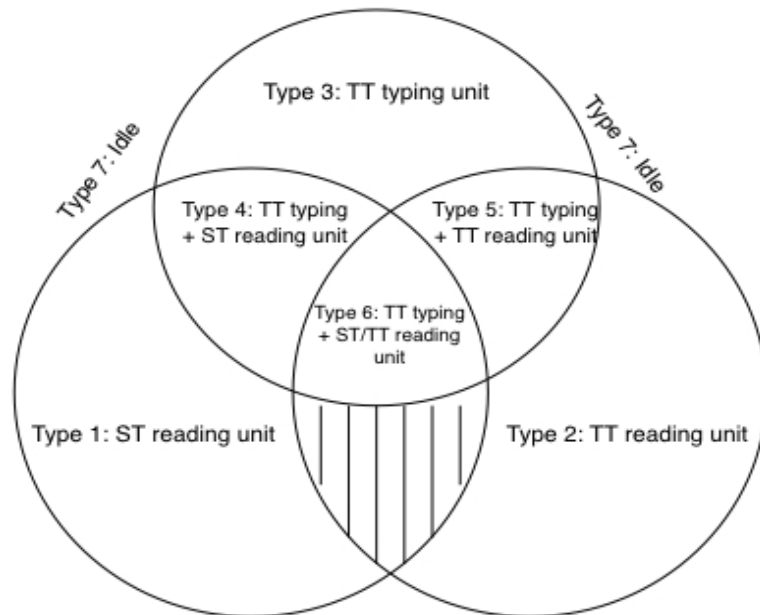 Type 3: TT typing unit
Type 7: Idle
Type 7: Idle
Type 4: TT typing
+ ST reading unit
Type 5: TT typing
+ TT reading unit
Type 6: TT typing
+ ST/TT reading
unit
Type 1: ST reading unit
Type 2: TT reading unit